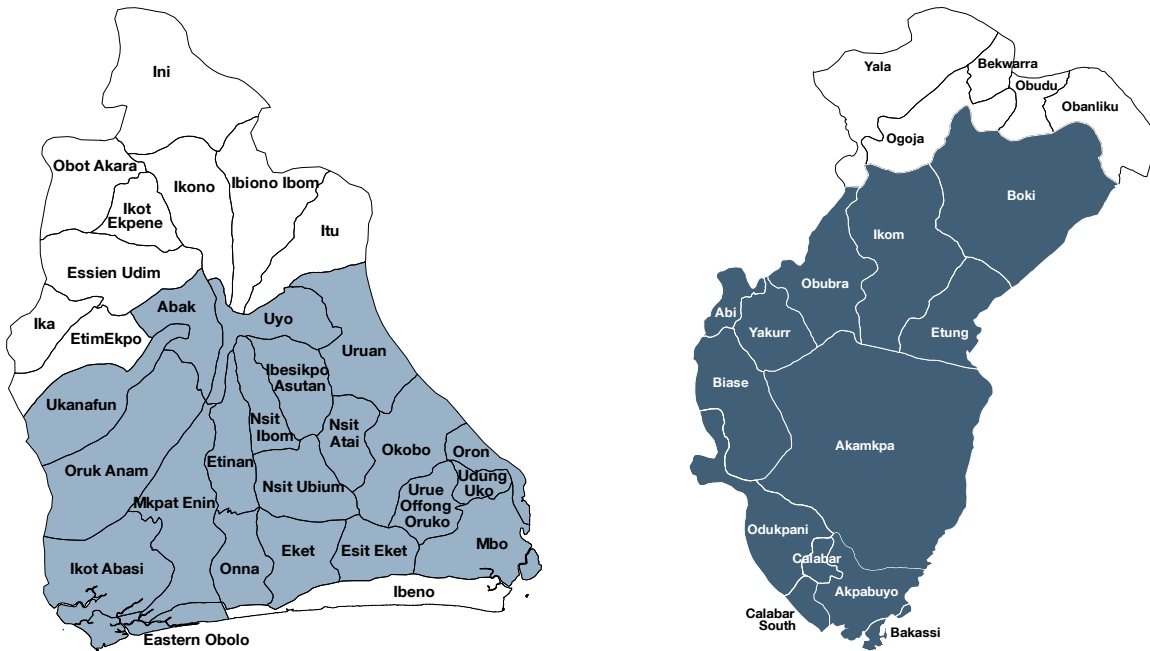 Ini
Obot Akara
Ikono
Ibiono Ibom
Ikot
Ekpene
Itu
Essien Udim
Abak
Ika
EtimEkpo
Uyo
Uruan
Ibesikpo
Asutan
Ukanafun
Nsit
Ibom
Nsit
Atai
Okobo
Oron
Etinan
Oruk Anam
Udung
Uko
Nsit Ubium
Urue
Offong
Oruko
Mkpat Enin
Mbo
Eket
Esit Eket
Ikot Abasi
Onna
Ibeno
Eastern Obolo
Yala
Bekwarra
Obudu
Obanliku
Ogoja
Boki
Ikom
Obubra
Abi
Yakurr
Etung
Biase
Akamkpa
Odukpani
Calabar
Akpabuyo
Calabar
South
Bakassi